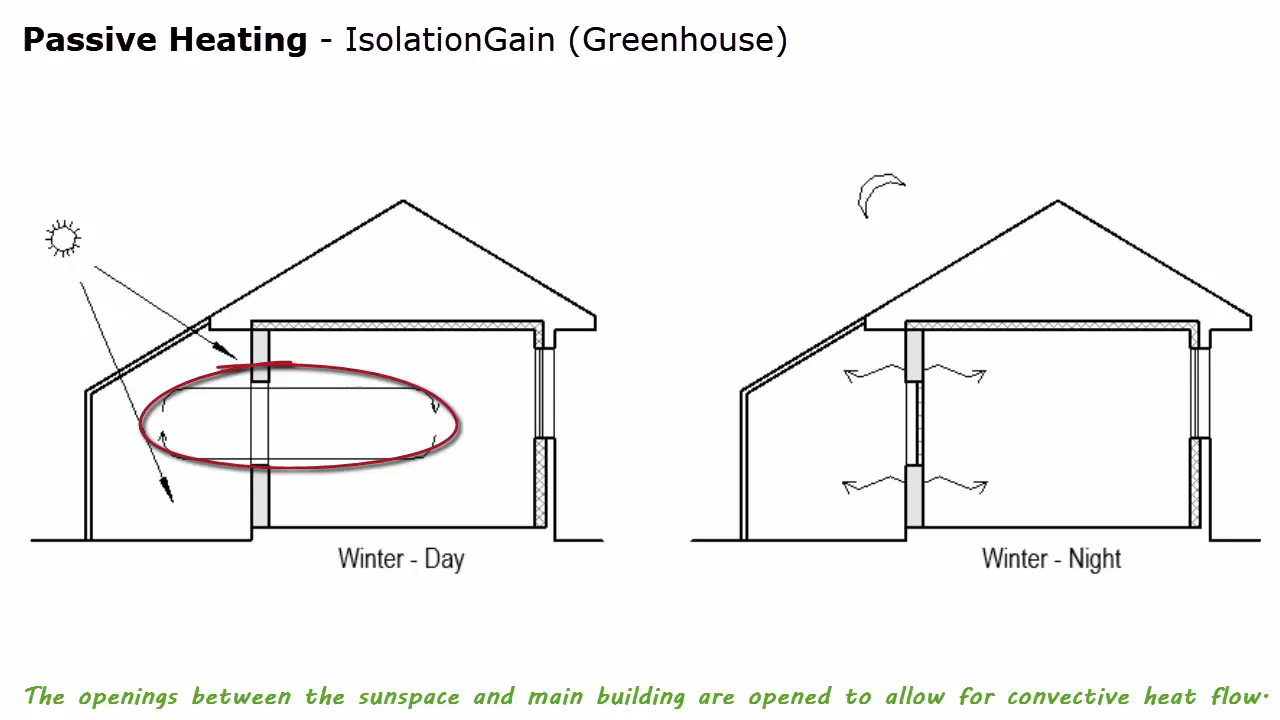 Passive Heating - IsolationGain (Greenhouse)
Winter - Day
Winter - Night
The openings between the sunspace and main building are opened to allow for convective heat flow.